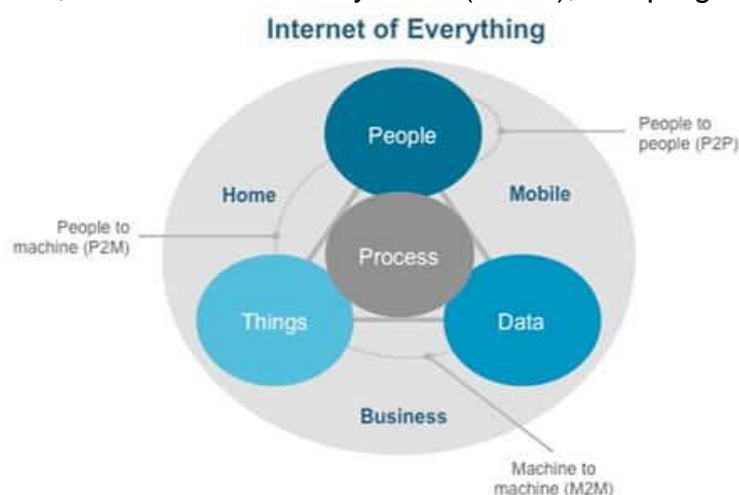 Internet of Everything
People
People to
people (P2P)
Home
Mobile
People to
machine (P2M)
Process
Things
Data
Business
Machine to
machine (M2M)